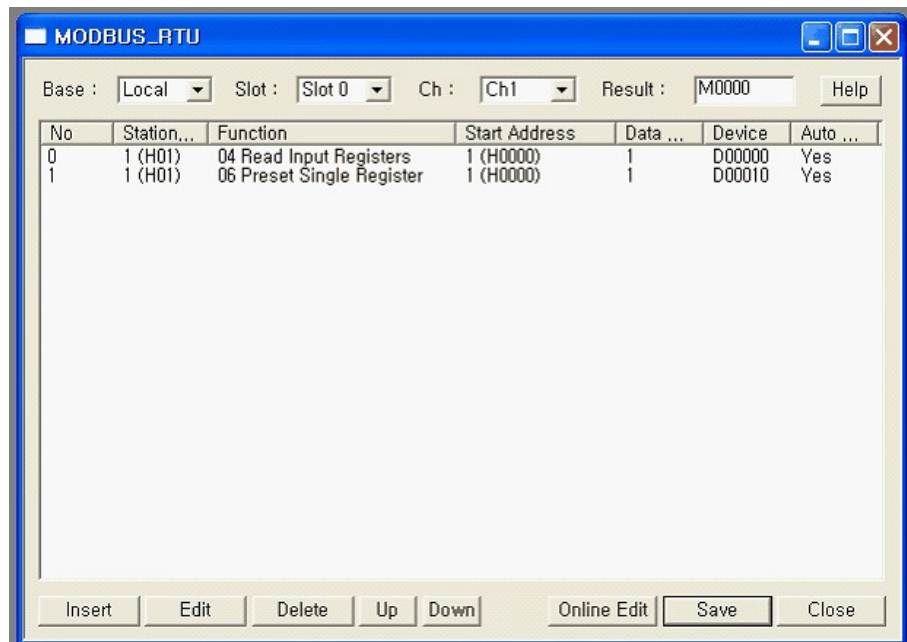 MODBUS_RTU
Base : Local Slot : Slot 0 Ch : Ch1 Result : M0000 Help
No Station... Function Start Address Data ... Device Auto ...
0 1 (H01) 04 Read Input Registers 1 (H0000) 1 D00000 Yes
1 1 (H01) 06 Preset Single Register 1 (H0000) 1 D00010 Yes
Insert Edit Delete Up Down Online Edit Save Close